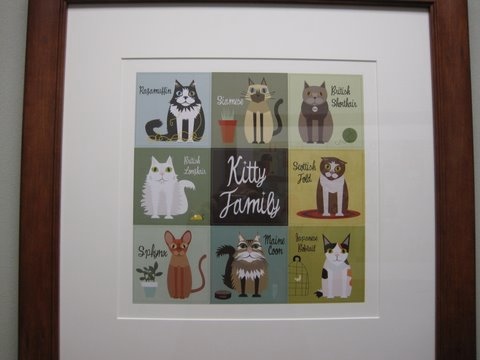 Ragamuffin
Siamese
British
Shorthair
British
Longhair
Kitty
Family
Scottish
Fold
Sphynx
Maine
Coon
Japanese
Bobtail